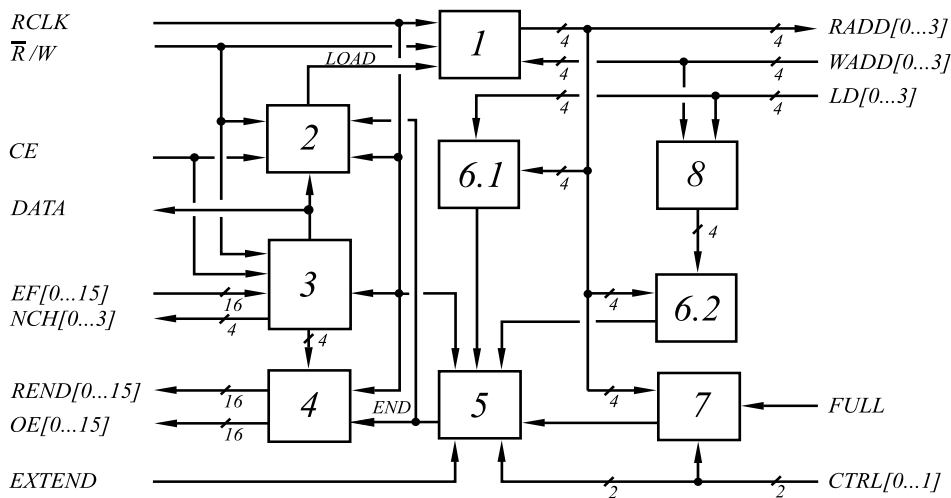 RCLK
R̅/W
LOAD
CE
DATA
EF[0...15]
16
NCH[0...3]
4
4
REND[0...15]
16
OE[0...15]
16
END
EXTEND
1
2
3
4
5
6.1
6.2
7
8
4
4
RADD[0...3]
4
4
WADD[0...3]
4
4
LD[0...3]
4
4
4
4
FULL
2
2
CTRL[0...1]